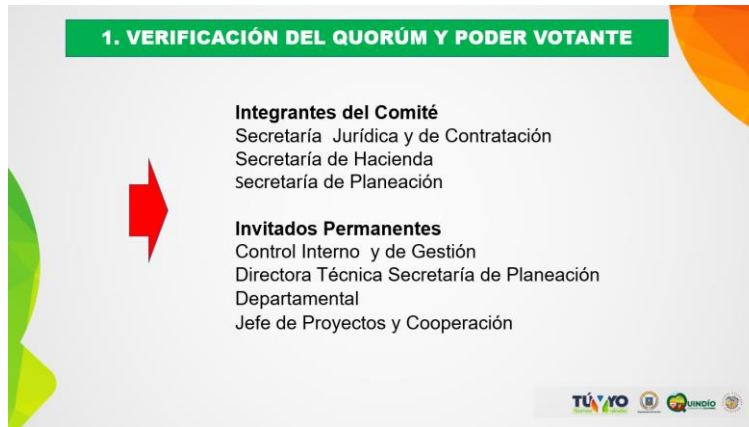 1. VERIFICACIÓN DEL QUORÚM Y PODER VOTANTE
Integrantes del Comité
Secretaría Jurídica y de Contratación
Secretaría de Hacienda
Secretaría de Planeación
Invitados Permanentes
Control Interno y de Gestión
Directora Técnica Secretaría de Planeación
Departamental
Jefe de Proyectos y Cooperación
TÚ Y YO
QUINDÍO